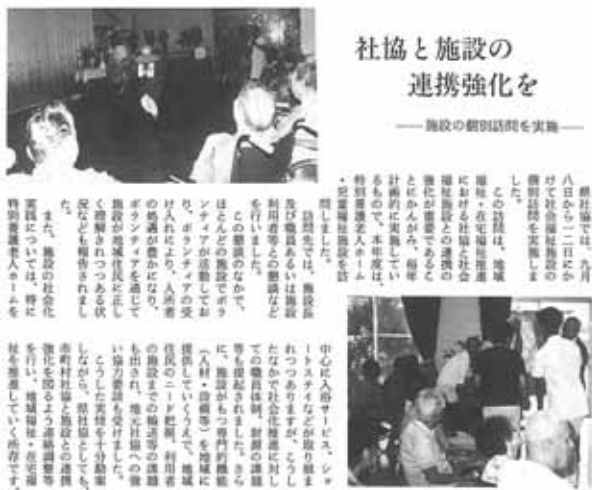 社協と施設の
連携強化を
――施設の個別訪問を実施――
県社協では、九月
八日から一二日にか
けて社会福祉施設の
個別訪問を実施しま
した。
この訪問は、地域
福祉・在宅福祉推進
における社協と社会
福祉施設との連携の
強化が重要であるこ
とにかんがみ、毎年
計画的に実施してい
るもので、本年度は、
特別養護老人ホーム
・児童福祉施設を訪
問しました。
訪問先では、施設長
及び職員あるいは施設
利用者等との懇談など
を行いました。
この懇談のなかで、
ほとんどの施設でボラ
ンティアが活動してお
り、ボランティアの受
け入れにより、入所者
の処遇が豊かになり、
ボランティアを通じて
施設が地域住民に正し
く理解されつつある状
況なども報告されまし
た。
また、施設の社会化
実践については、特に
特別養護老人ホームを
中心に入浴サービス、ショ
ートステイなどが取り組ま
れつつありますが、こうし
たなかで社会化推進に対し
ての職員体制、財源の課題
等も提起されました。さら
に、施設がもつ専門的機能
(人材・設備等)を地域に
提供していくうえで、地域
住民のニード把握、利用者
の施設までの輸送等の課題
も出され、地元社協への強
い協力要請も受けました。
こうした実情を十分勘案
しながら、県社協としても、
市町村社協と施設との連携
強化を図るよう連絡調整等
を行い、地域福祉・在宅福
祉を推進していく所存です。